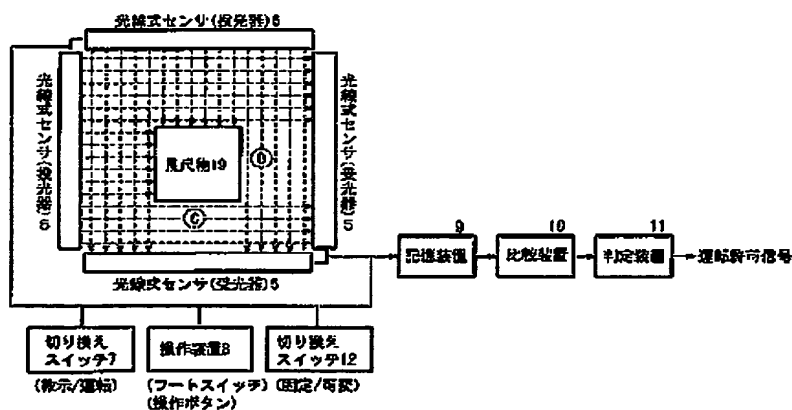 光線式センサ(投光器)6
光線式センサ(投光器)5
光線式センサ(受光器)5
D
C
光線式センサ(受光器)6
9
記憶装置
10
比較装置
11
判定装置
運転許可信号
切り換え
スイッチ7
(教示/運転)
操作装置8
(フートスイッチ)
(操作ボタン)
切り換え
スイッチ12
(固定/可変)